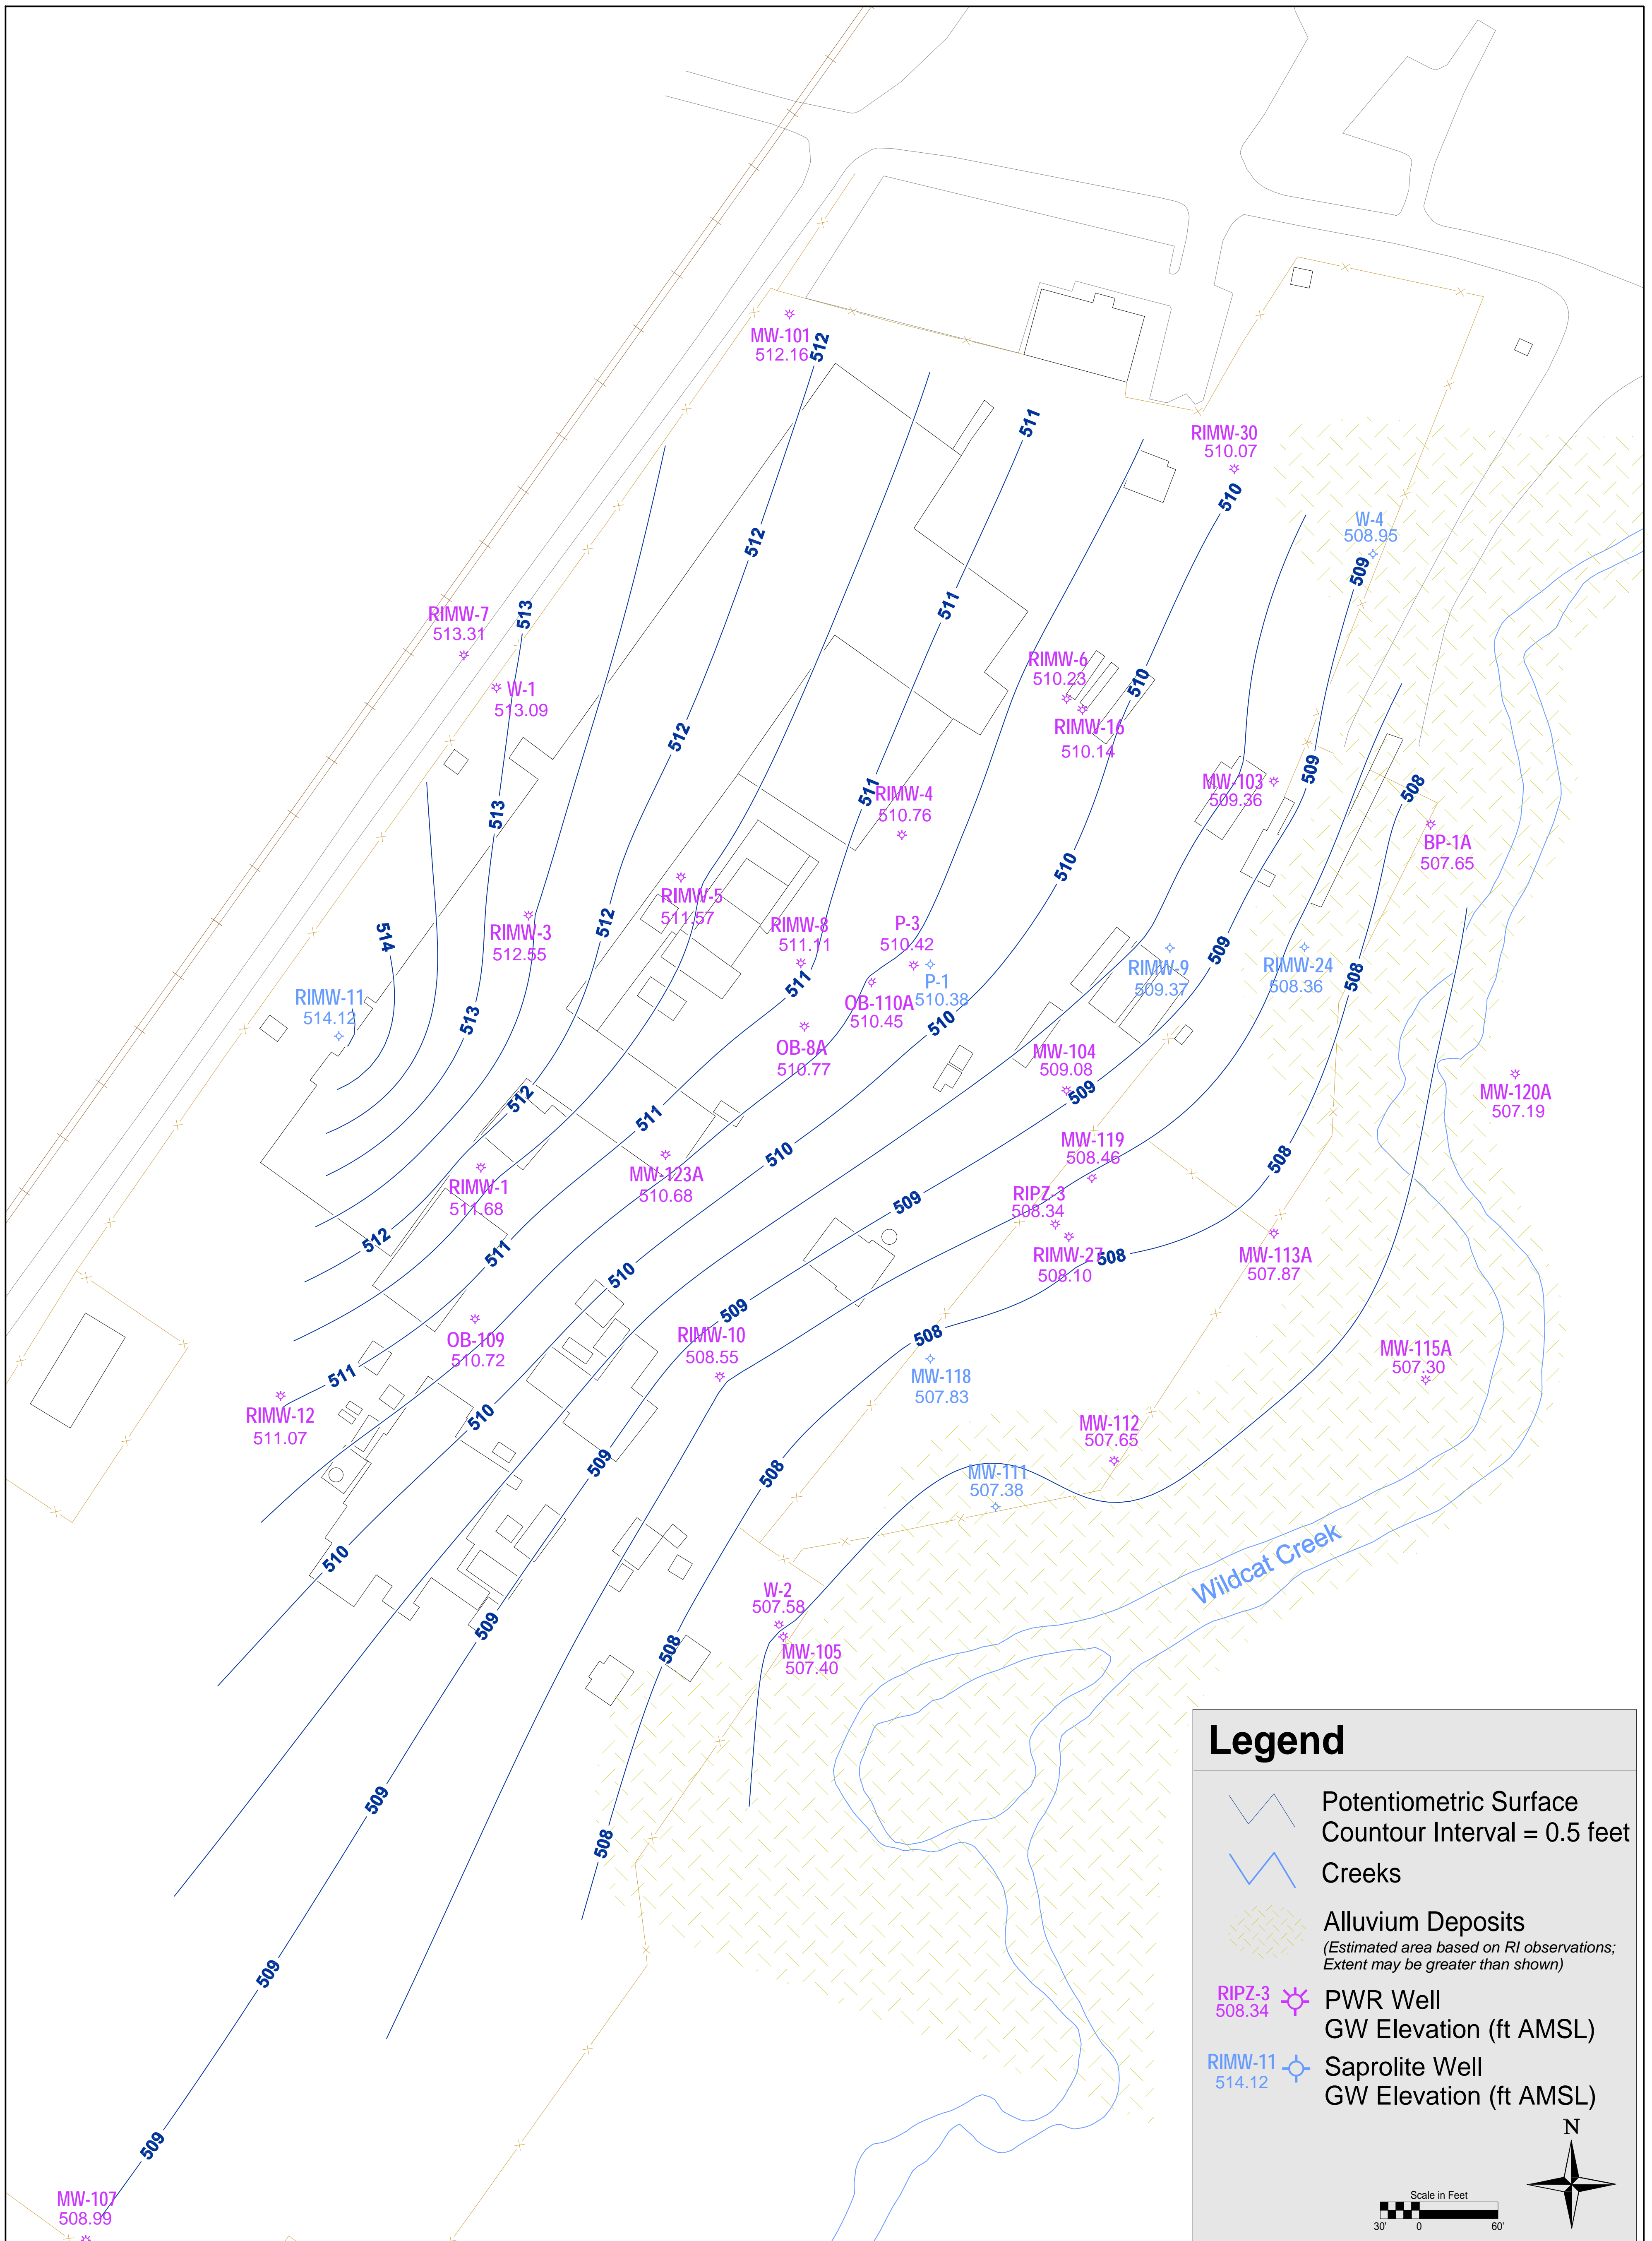 MW-101
512.16
512
511
RIMW-30
510.07
510
W-4
508.95
512
509
RIMW-7
513.31
513
511
RIMW-6
510.23
W-1
513.09
510
RIMW-16
510.14
512
509
MW-103
509.36
508
RIMW-4
510.76
511
513
BP-1A
507.65
510
RIMW-5
511.57
512
RIMW-3
512.55
514
RIMW-8
511.11
P-3
510.42
509
RIMW-9
509.37
RIMW-24
508.36
508
511
P-1
510.38
OB-110A
510.45
RIMW-11
514.12
513
510
OB-8A
510.77
MW-104
509.08
509
MW-120A
507.19
512
511
510
MW-119
508.46
508
RIMW-1
511.68
MW-123A
510.68
RIPZ-3
508.34
509
512
511
RIMW-27
508.10
508
MW-113A
507.87
510
509
OB-109
510.72
RIMW-10
508.55
508
MW-118
507.83
MW-115A
507.30
511
RIMW-12
511.07
510
MW-112
507.65
509
508
MW-111
507.38
510
Wildcat Creek
W-2
507.58
509
508
MW-105
507.40
509
508
509
509
MW-107
508.99
Legend
Potentiometric Surface
Countour Interval = 0.5 feet
Creeks
Alluvium Deposits
(Estimated area based on RI observations;
Extent may be greater than shown)
RIPZ-3
508.34
PWR Well
GW Elevation (ft AMSL)
RIMW-11
514.12
Saprolite Well
GW Elevation (ft AMSL)
N
Scale in Feet
30' 0 60'